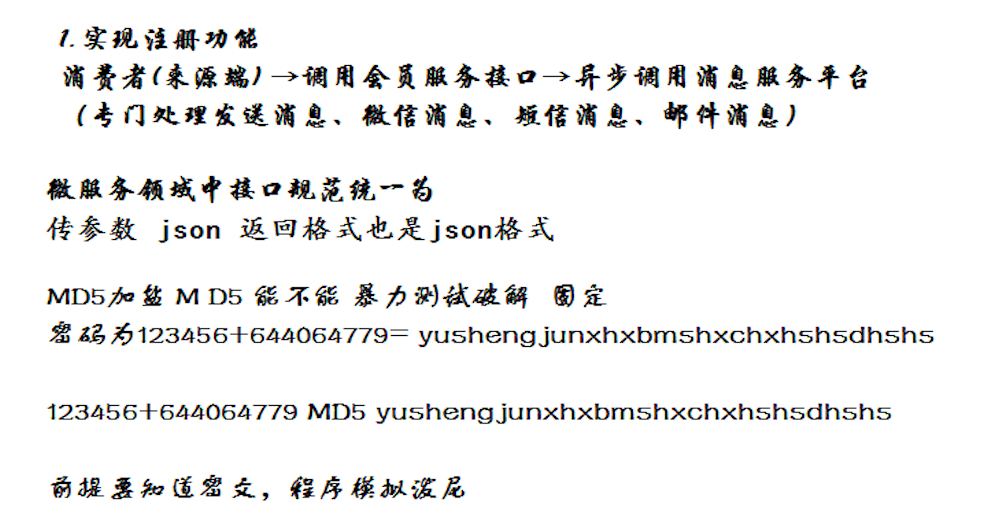 1.实现注册功能
消费者(来源端)→调用会员服务接口→异步调用消息服务平台
(专门处理发送消息、微信消息、短信消息、邮件消息)
微服务领域中接口规范统一为
传参数 json 返回格式也是json格式
MD5加盐 M D5 能不能 暴力测试破解 固定
密码为123456+644064779= yushengjunxhxbmshxchxhshsdhshs
123456+644064779 MD5 yushengjunxhxbmshxchxhshsdhshs
前提要知道密文，程序模拟